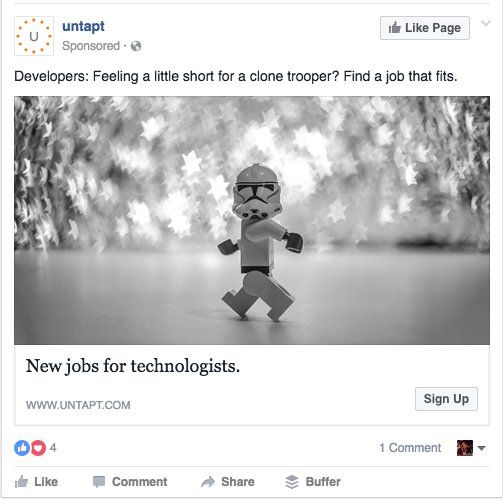 U
untapt
Sponsored ·
Like Page
Developers: Feeling a little short for a clone trooper? Find a job that fits.
New jobs for technologists.
WWW.UNTAPT.COM
Sign Up
4
1 Comment
Like
Comment
Share
Buffer